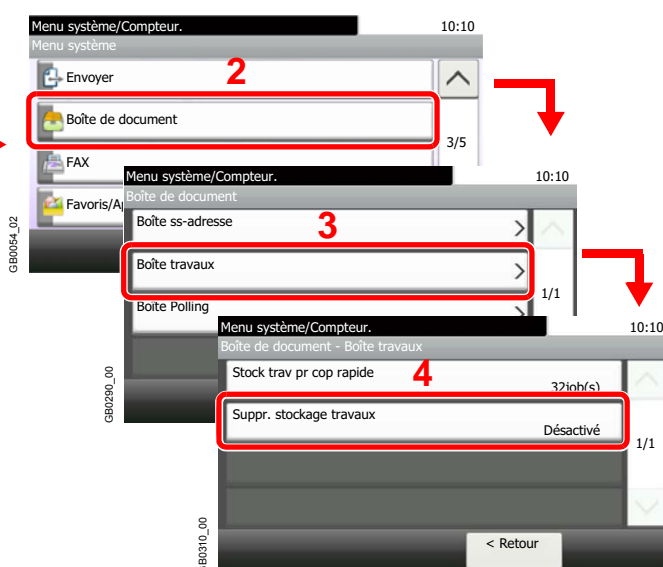 Menu système/Compteur. 10:10
Menu système
Envoyer
2
Boîte de document
3/5
FAX
Favoris/A
GB0054_02
Menu système/Compteur. 10:10
Boîte de document
Boîte ss-adresse
3
Boîte travaux
1/1
Boîte Polling
GB0290_00
Menu système/Compteur. 10:10
Boîte de document - Boîte travaux
Stock trav pr cop rapide
4
32job(s)
Suppr. stockage travaux
Désactivé
1/1
< Retour
GB0310_00